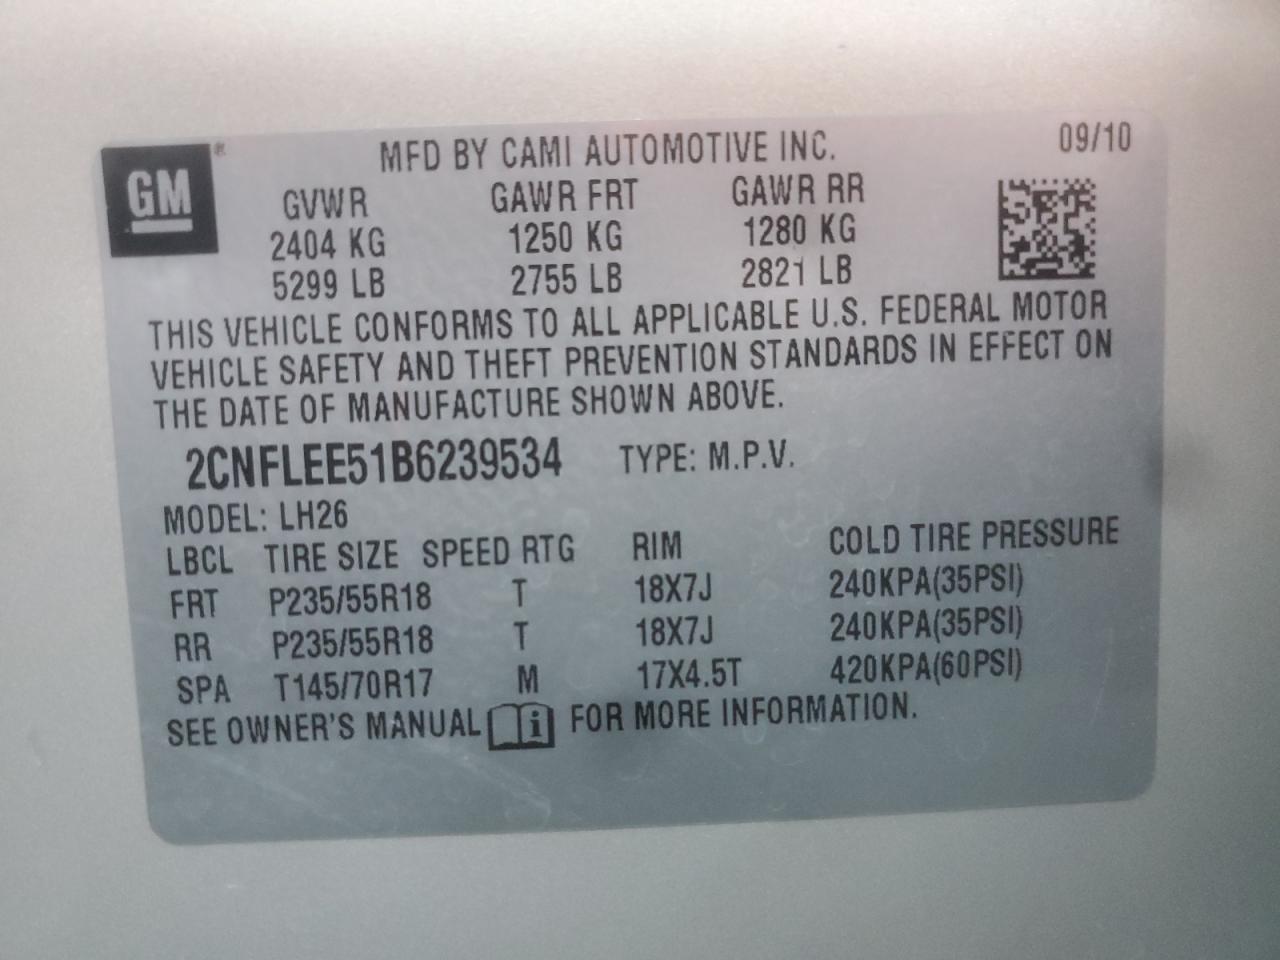 GM ® MFD BY CAMI AUTOMOTIVE INC. 09/10
GVWR GAWR FRT GAWR RR
2404 KG 1250 KG 1280 KG
5299 LB 2755 LB 2821 LB
THIS VEHICLE CONFORMS TO ALL APPLICABLE U.S. FEDERAL MOTOR
VEHICLE SAFETY AND THEFT PREVENTION STANDARDS IN EFFECT ON
THE DATE OF MANUFACTURE SHOWN ABOVE.
2CNFLEE51B6239534 TYPE: M.P.V.
MODEL: LH26
LBCL TIRE SIZE SPEED RTG RIM COLD TIRE PRESSURE
FRT P235/55R18 T 18X7J 240KPA(35PSI)
RR P235/55R18 T 18X7J 240KPA(35PSI)
SPA T145/70R17 M 17X4.5T 420KPA(60PSI)
SEE OWNER'S MANUAL i FOR MORE INFORMATION.